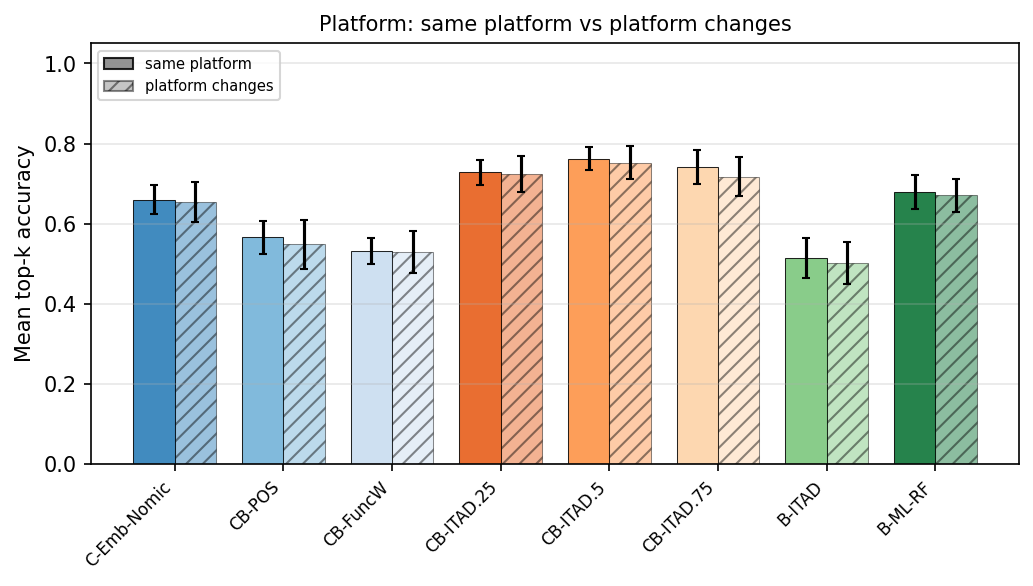 Platform: same platform vs platform changes
same platform
platform changes
Mean top-k accuracy
1.0
0.8
0.6
0.4
0.2
0.0
C-Emb-Nomic
CB-POS
CB-FuncW
CB-ITAD.25
CB-ITAD.5
CB-ITAD.75
B-ITAD
B-ML-RF